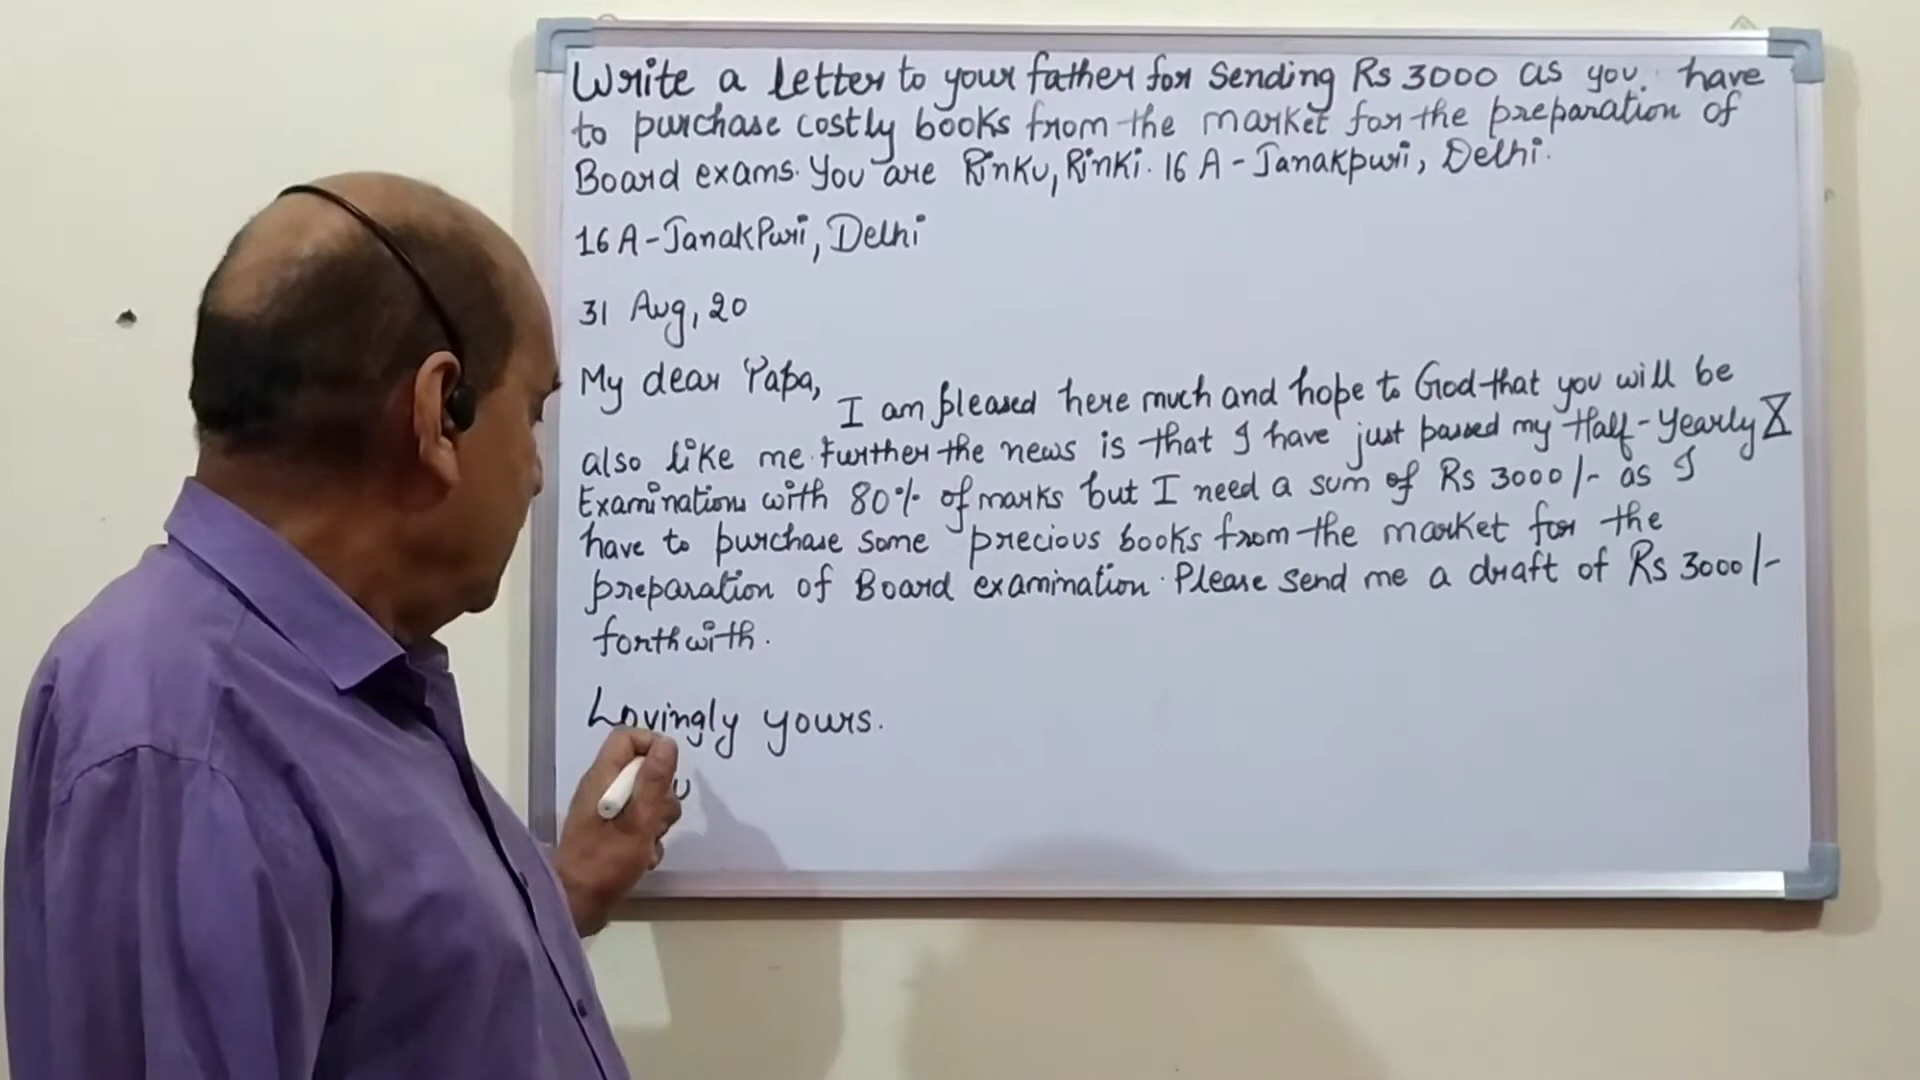 Write a letter to your father for sending Rs 3000 as you have
to purchase costly books from the market for the preparation of
Board exams. You are Rinku, Rinki. 16 A - Janakpuri, Delhi.
16 A - JanakPuri, Delhi
31 Aug, 20
My dear Papa,
I am pleased here much and hope to God that you will be
also like me. Further the news is that I have just passed my Half-Yearly X
Examinations with 80% of marks but I need a sum of Rs 3000/- as I
have to purchase some precious books from the market for the
preparation of Board examination. Please send me a draft of Rs 3000/-
forthwith.
Lovingly yours.